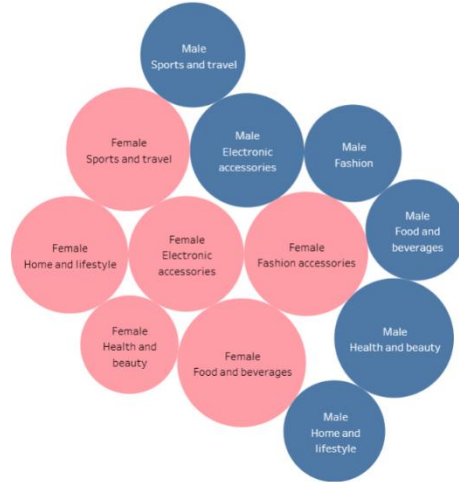 Male
Sports and travel
Female
Sports and travel
Male
Electronic
accessories
Male
Fashion
Male
Food and
beverages
Female
Home and lifestyle
Female
Electronic
accessories
Female
Fashion accessories
Female
Health and
beauty
Female
Food and beverages
Male
Health and beauty
Male
Home and
lifestyle